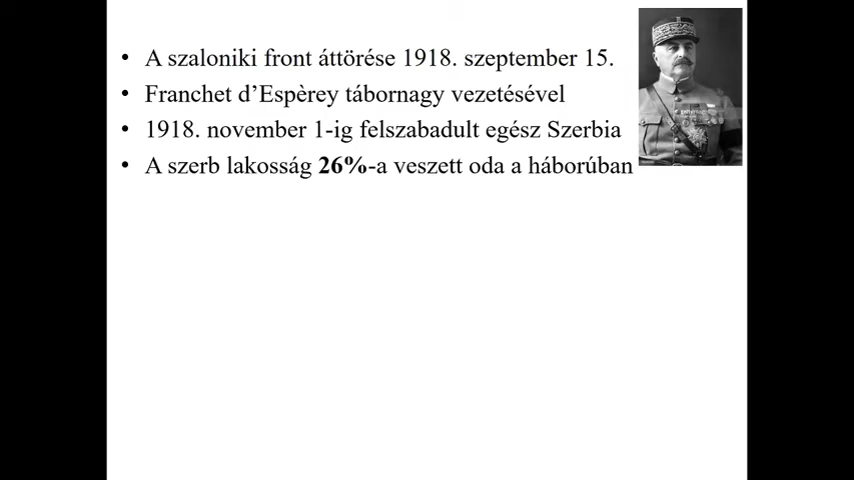 • A szaloniki front áttörése 1918. szeptember 15.
• Franchet d’Espèrey tábornagy vezetésével
• 1918. november 1-ig felszabadult egész Szerbia
• A szerb lakosság 26%-a veszett oda a háborúban